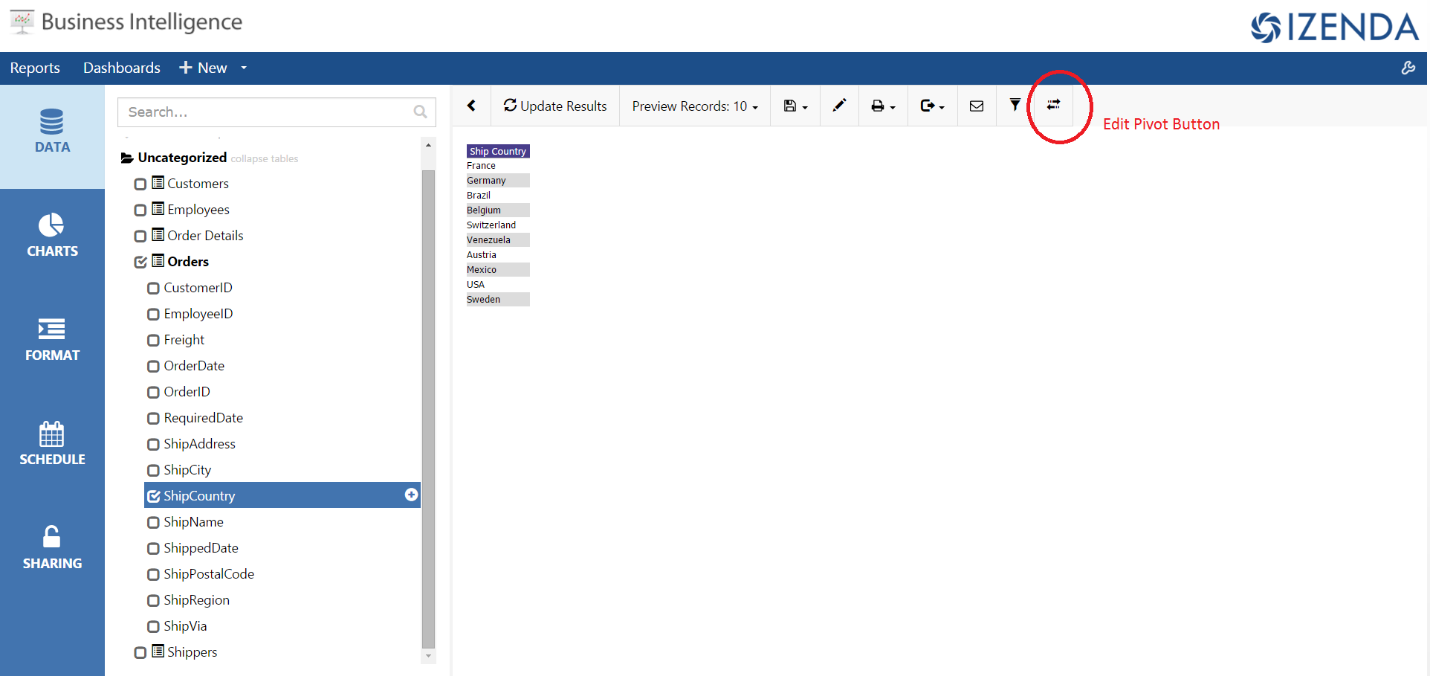 Business Intelligence
IZENDA
Reports Dashboards New
Search...
Update Results Preview Records: 10
Edit Pivot Button
DATA
CHARTS
FORMAT
SCHEDULE
SHARING
Uncategorized collapse tables
Customers
Employees
Order Details
Orders
CustomerID
EmployeeID
Freight
OrderDate
OrderID
RequiredDate
ShipAddress
ShipCity
ShipCountry
ShipName
ShippedDate
ShipPostalCode
ShipRegion
ShipVia
Shippers
Ship Country
France
Germany
Brazil
Belgium
Switzerland
Venezuela
Austria
Mexico
USA
Sweden